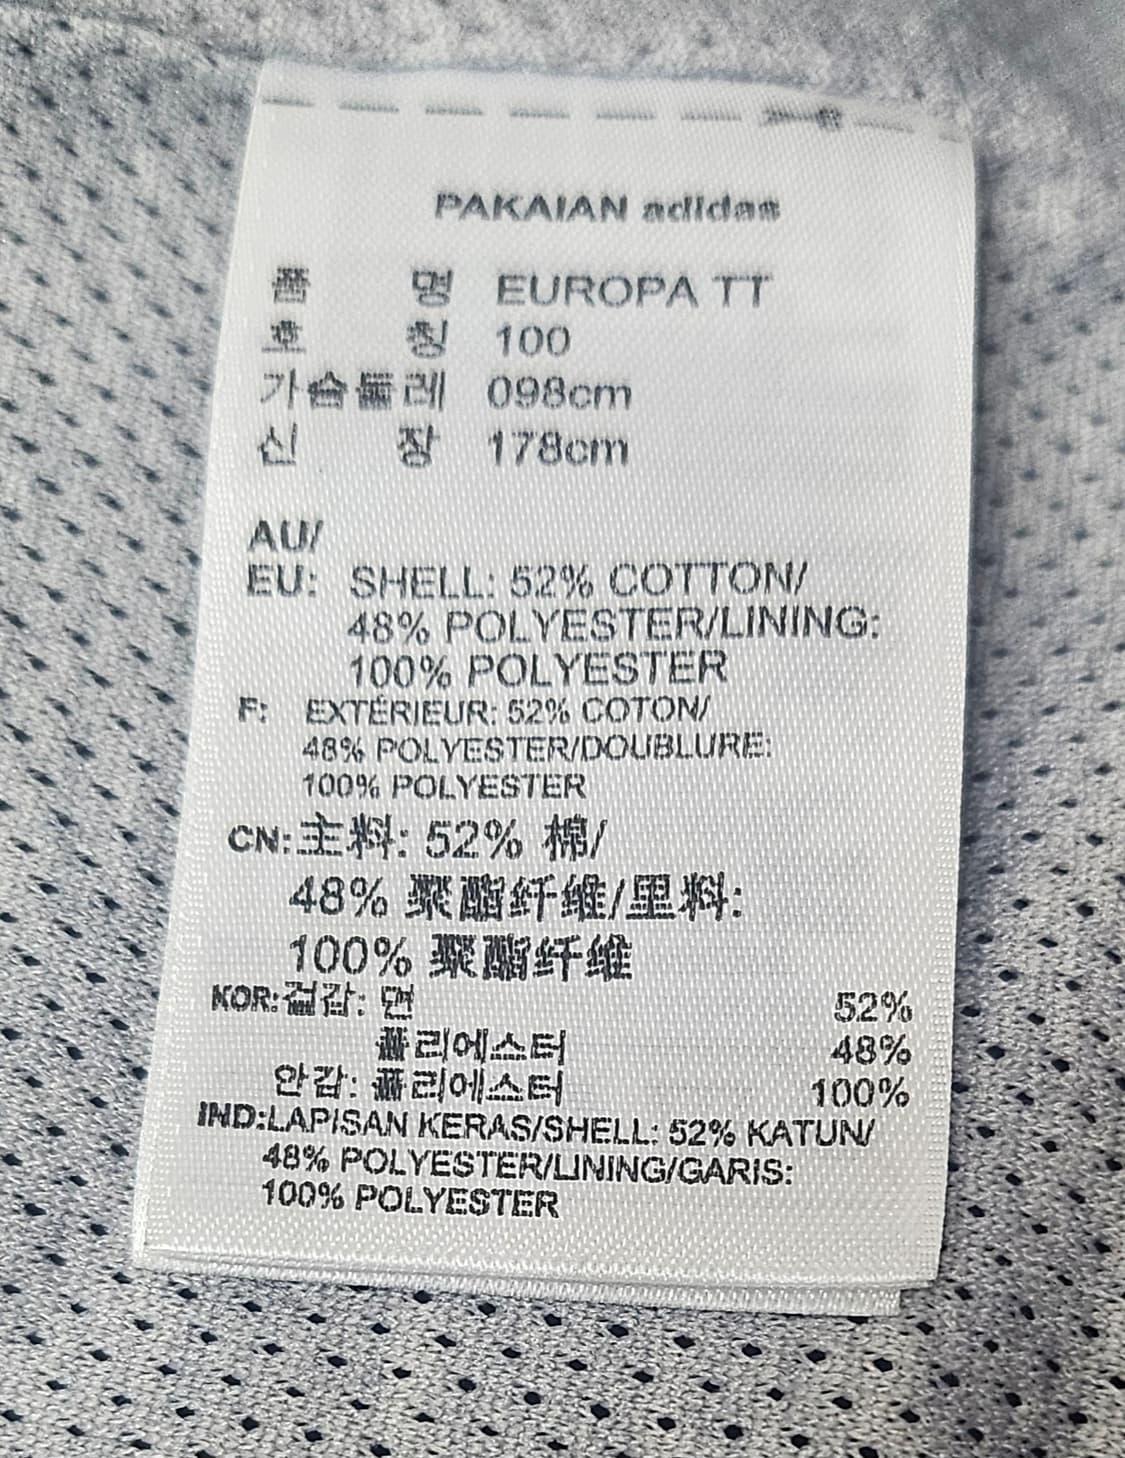 PAKAIAN adidas
품 명 EUROPA TT
호 칭 100
가슴둘레 098cm
신 장 178cm
AU/
EU: SHELL: 52% COTTON/
48% POLYESTER/LINING:
100% POLYESTER
F: EXTÉRIEUR: 52% COTON/
48% POLYESTER/DOUBLURE:
100% POLYESTER
CN:主料: 52% 棉/
48% 聚酯纤维/里料:
100% 聚酯纤维
KOR:겉감: 면 52%
폴리에스터 48%
안감: 폴리에스터 100%
IND:LAPISAN KERAS/SHELL: 52% KATUN/
48% POLYESTER/LINING/GARIS:
100% POLYESTER